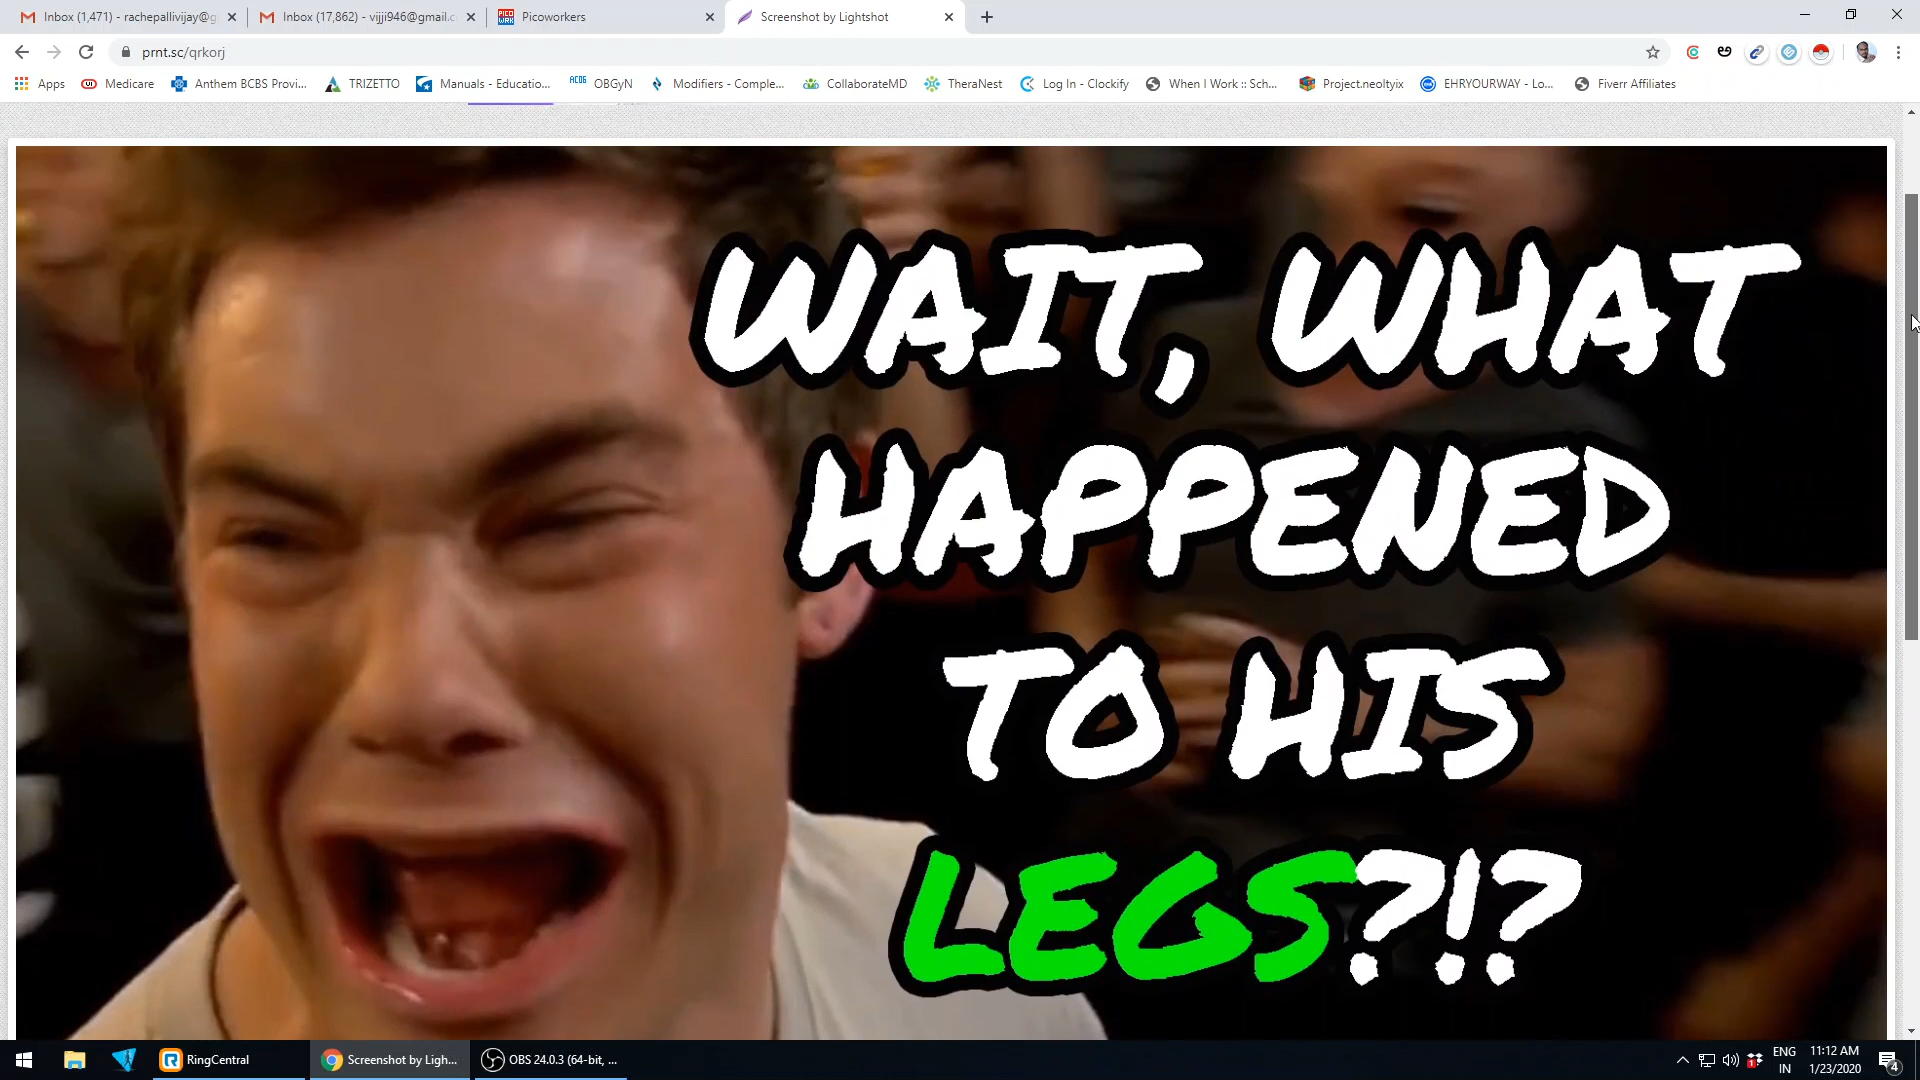 Inbox (1,471) - rachepallivijay@g
Inbox (17,862) - vijji946@gmail.c
Picoworkers
Screenshot by Lightshot
prnt.sc/qrkorj
Apps
Medicare
Anthem BCBS Provi...
TRIZETTO
Manuals - Educatio...
ACOG
OBGyN
Modifiers - Comple...
CollaborateMD
TheraNest
Log In - Clockify
When I Work :: Sch...
Project.neoltyix
EHRYOURWAY - Lo...
Fiverr Affiliates
WAIT, WHAT
HAPPENED
TO HIS
LEGS?!?
RingCentral
Screenshot by Ligh...
OBS 24.0.3 (64-bit, ...
ENG
IN
11:12 AM
1/23/2020
4